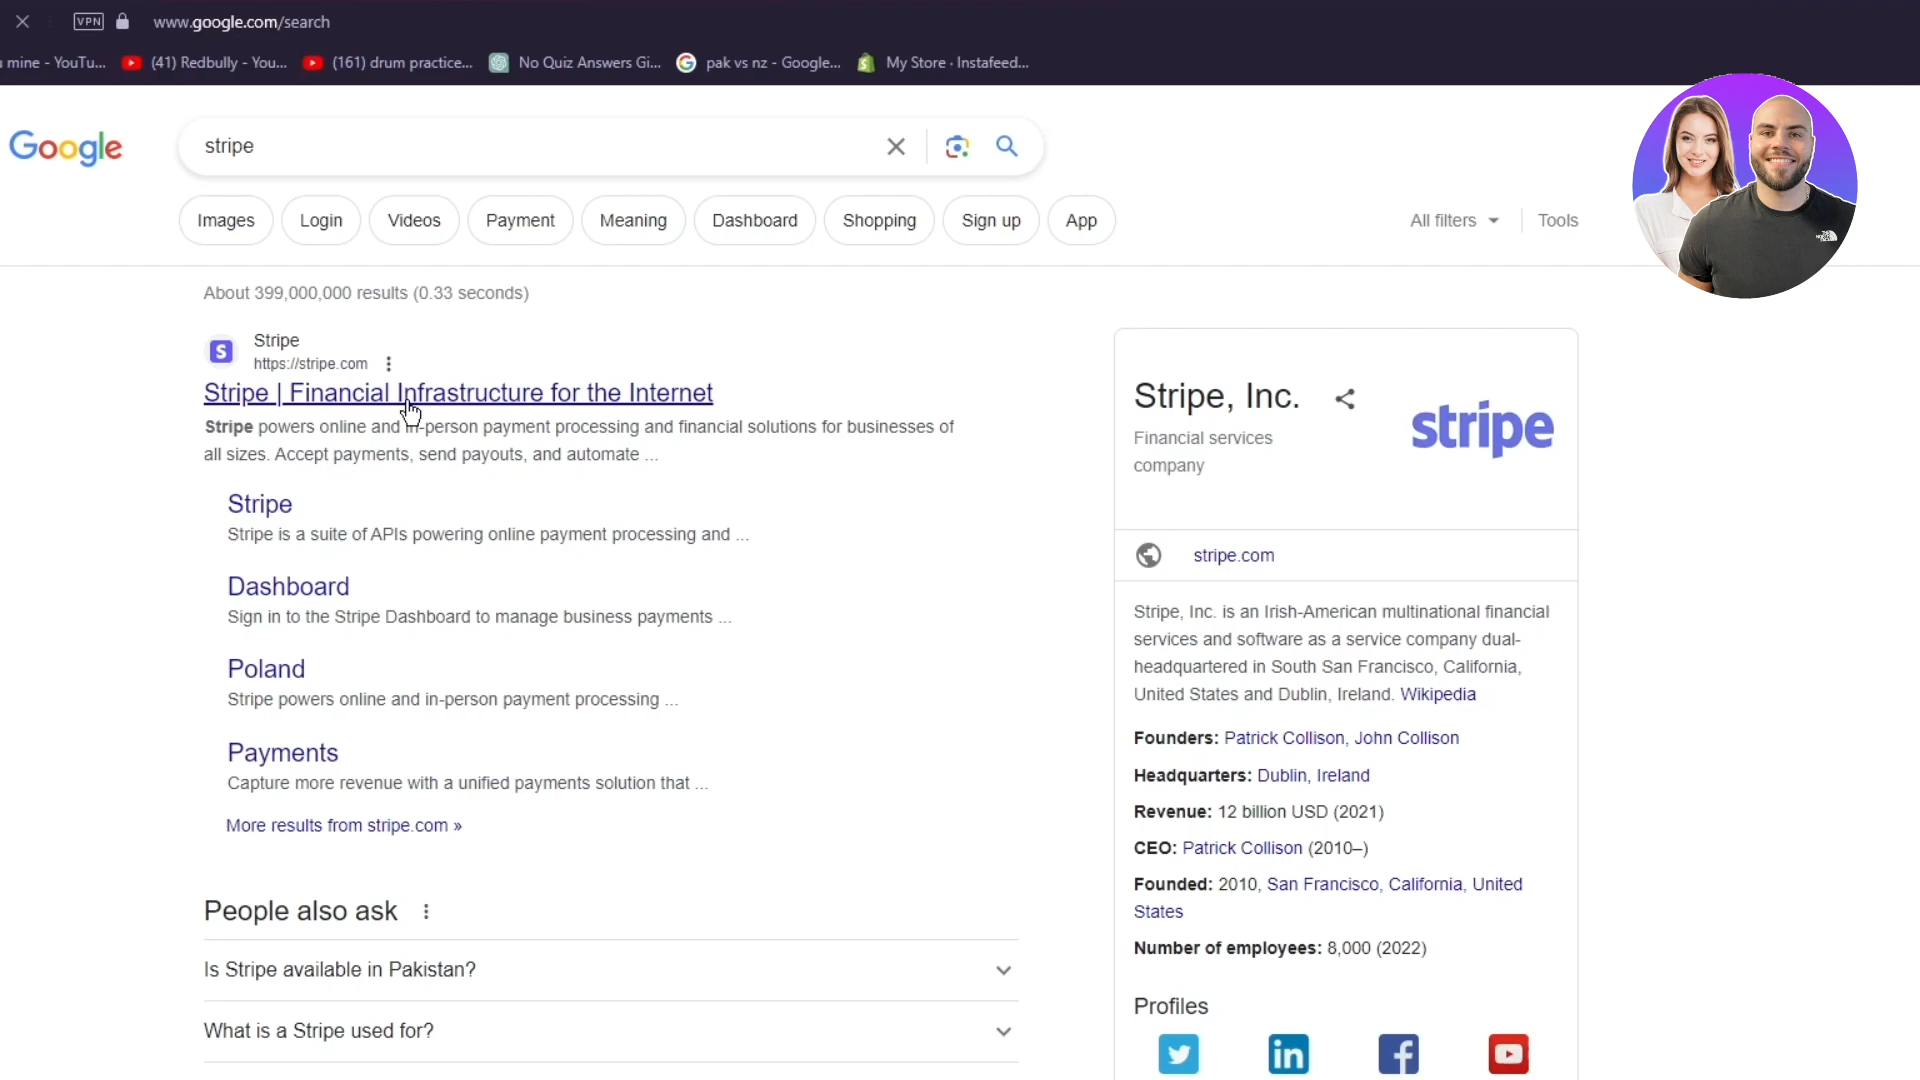 VPN
www.google.com/search
mine - YouTu...
(41) Redbully - You...
(161) drum practice...
No Quiz Answers Gi...
pak vs nz - Google...
My Store · Instafeed...
Google
stripe
Images
Login
Videos
Payment
Meaning
Dashboard
Shopping
Sign up
App
All filters
Tools
THE NORTH FACE
About 399,000,000 results (0.33 seconds)
S
Stripe
https://stripe.com
Stripe | Financial Infrastructure for the Internet
Stripe powers online and in-person payment processing and financial solutions for businesses of
all sizes. Accept payments, send payouts, and automate ...
Stripe
Stripe is a suite of APIs powering online payment processing and ...
Dashboard
Sign in to the Stripe Dashboard to manage business payments ...
Poland
Stripe powers online and in-person payment processing ...
Payments
Capture more revenue with a unified payments solution that ...
More results from stripe.com »
People also ask
Is Stripe available in Pakistan?
What is a Stripe used for?
Stripe, Inc.
stripe
Financial services
company
stripe.com
Stripe, Inc. is an Irish-American multinational financial
services and software as a service company dual-
headquartered in South San Francisco, California,
United States and Dublin, Ireland. Wikipedia
Founders: Patrick Collison, John Collison
Headquarters: Dublin, Ireland
Revenue: 12 billion USD (2021)
CEO: Patrick Collison (2010–)
Founded: 2010, San Francisco, California, United
States
Number of employees: 8,000 (2022)
Profiles
in
f